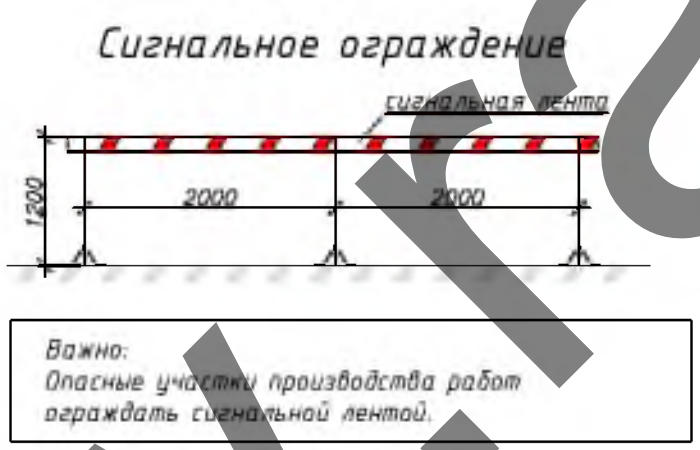 Сигнальное ограждение
сигнальная лента
1200
2000
2000
Важно:
Опасные участки производства работ
ограждать сигнальной лентой.